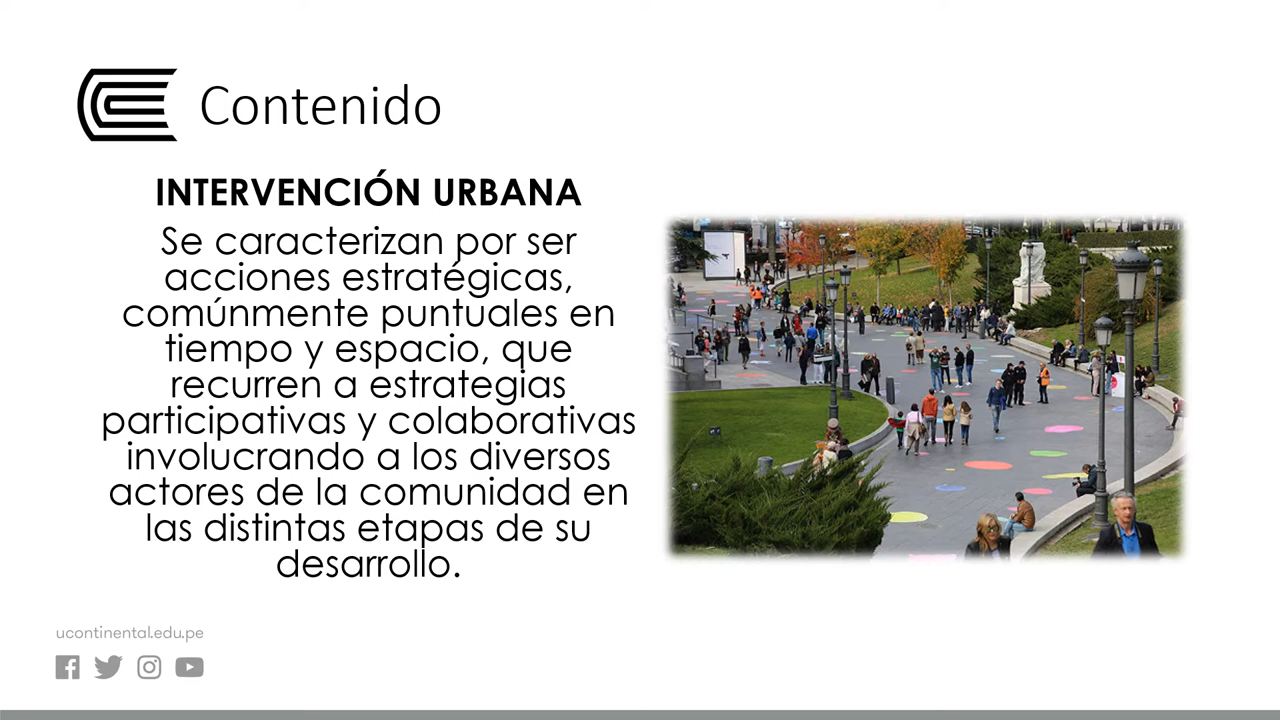 Contenido
INTERVENCIÓN URBANA
Se caracterizan por ser
acciones estratégicas,
comúnmente puntuales en
tiempo y espacio, que
recurren a estrategias
participativas y colaborativas
involucrando a los diversos
actores de la comunidad en
las distintas etapas de su
desarrollo.
ucontinental.edu.pe